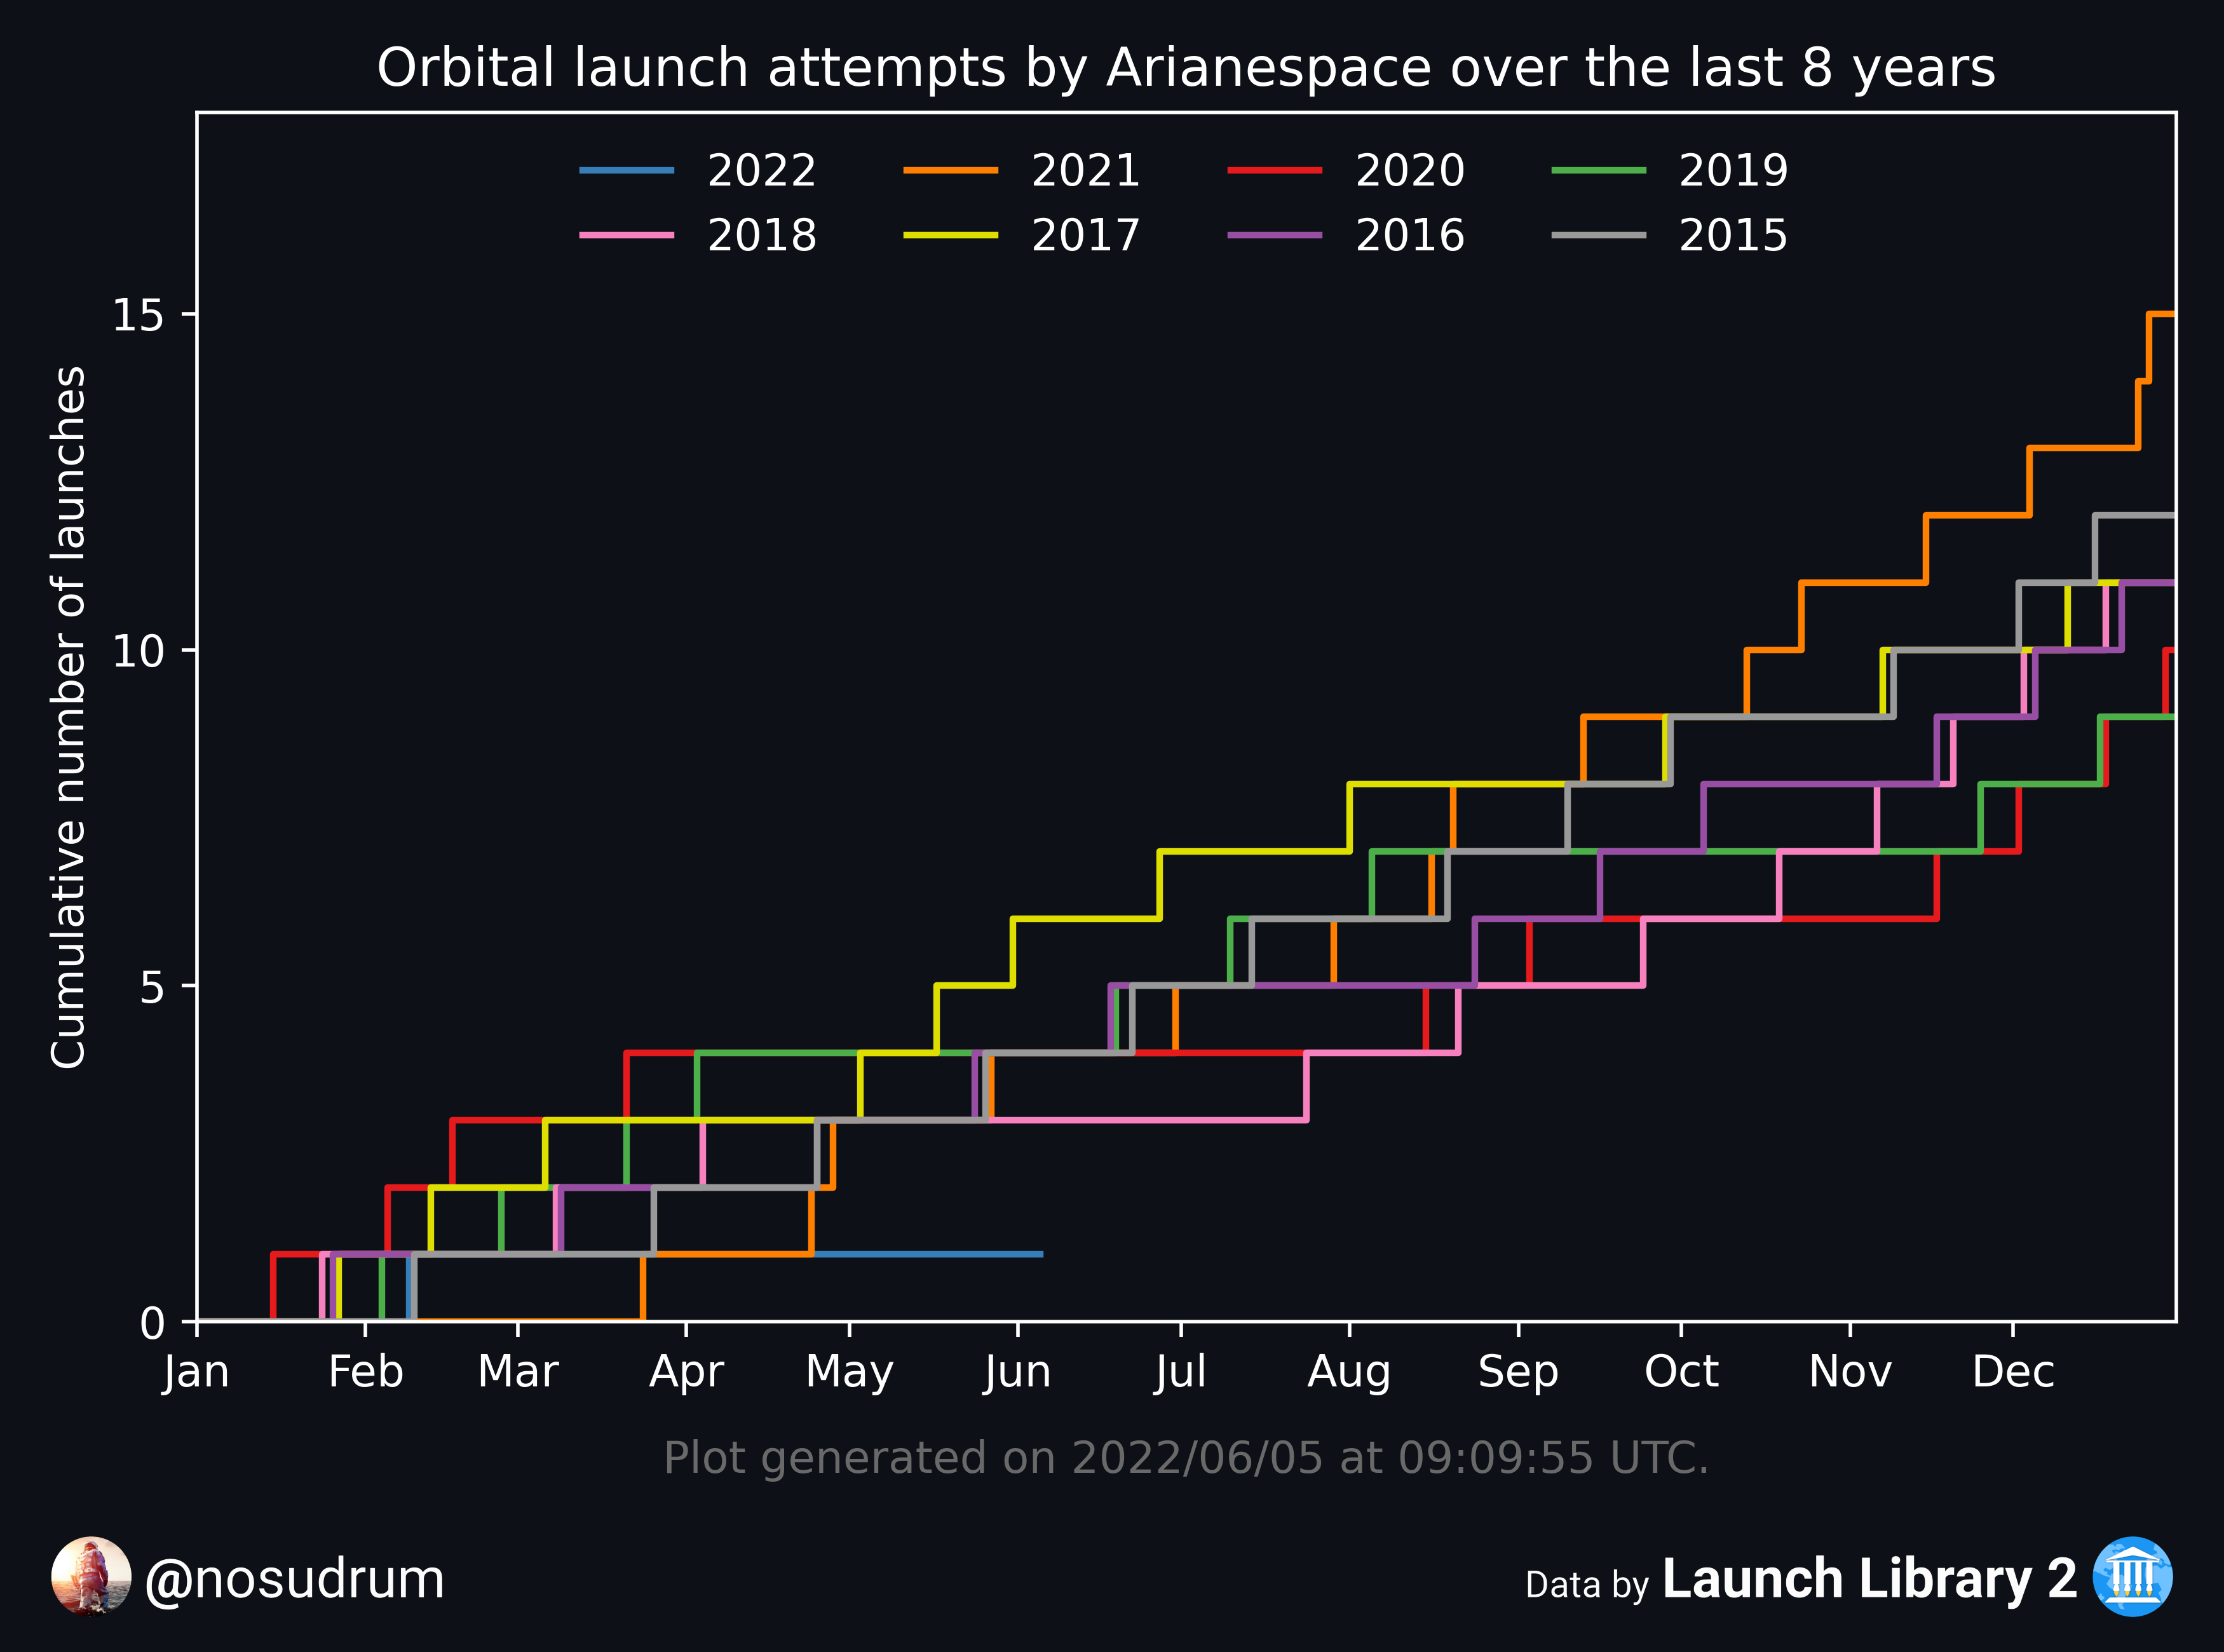 Orbital launch attempts by Arianespace over the last 8 years
2022 2021 2020 2019
2018 2017 2016 2015
Cumulative number of launches
15
10
5
0
Jan Feb Mar Apr May Jun Jul Aug Sep Oct Nov Dec
Plot generated on 2022/06/05 at 09:09:55 UTC.
@nosudrum
Data by Launch Library 2